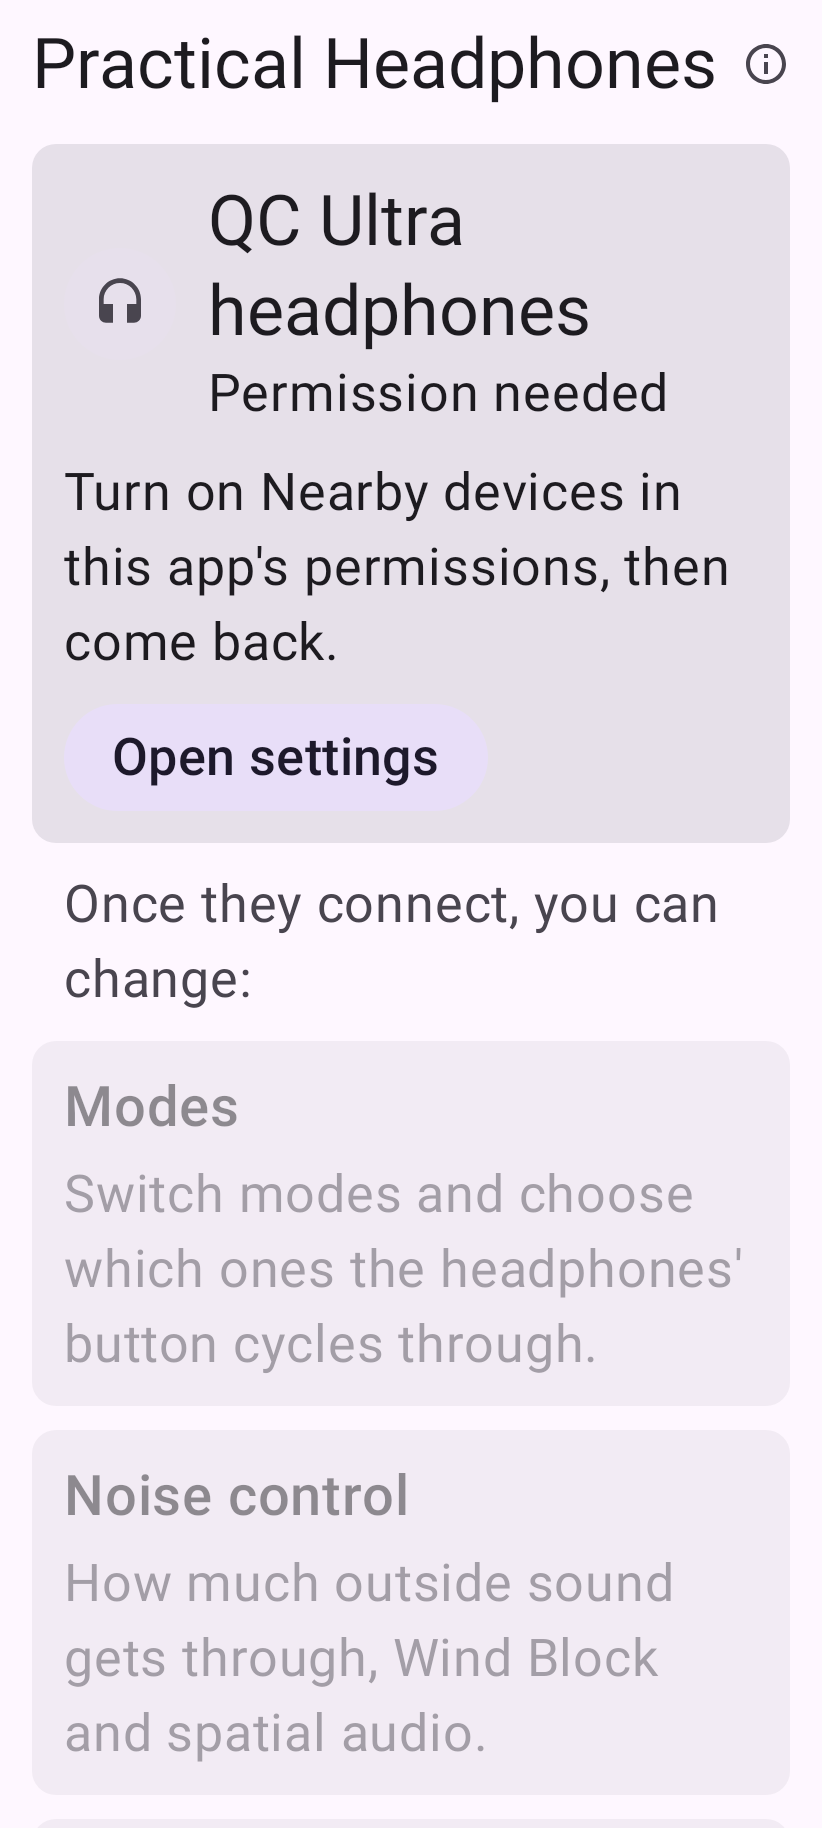 Practical Headphones
QC Ultra
headphones
Permission needed
Turn on Nearby devices in
this app's permissions, then
come back.
Open settings
Once they connect, you can
change:
Modes
Switch modes and choose
which ones the headphones'
button cycles through.
Noise control
How much outside sound
gets through, Wind Block
and spatial audio.